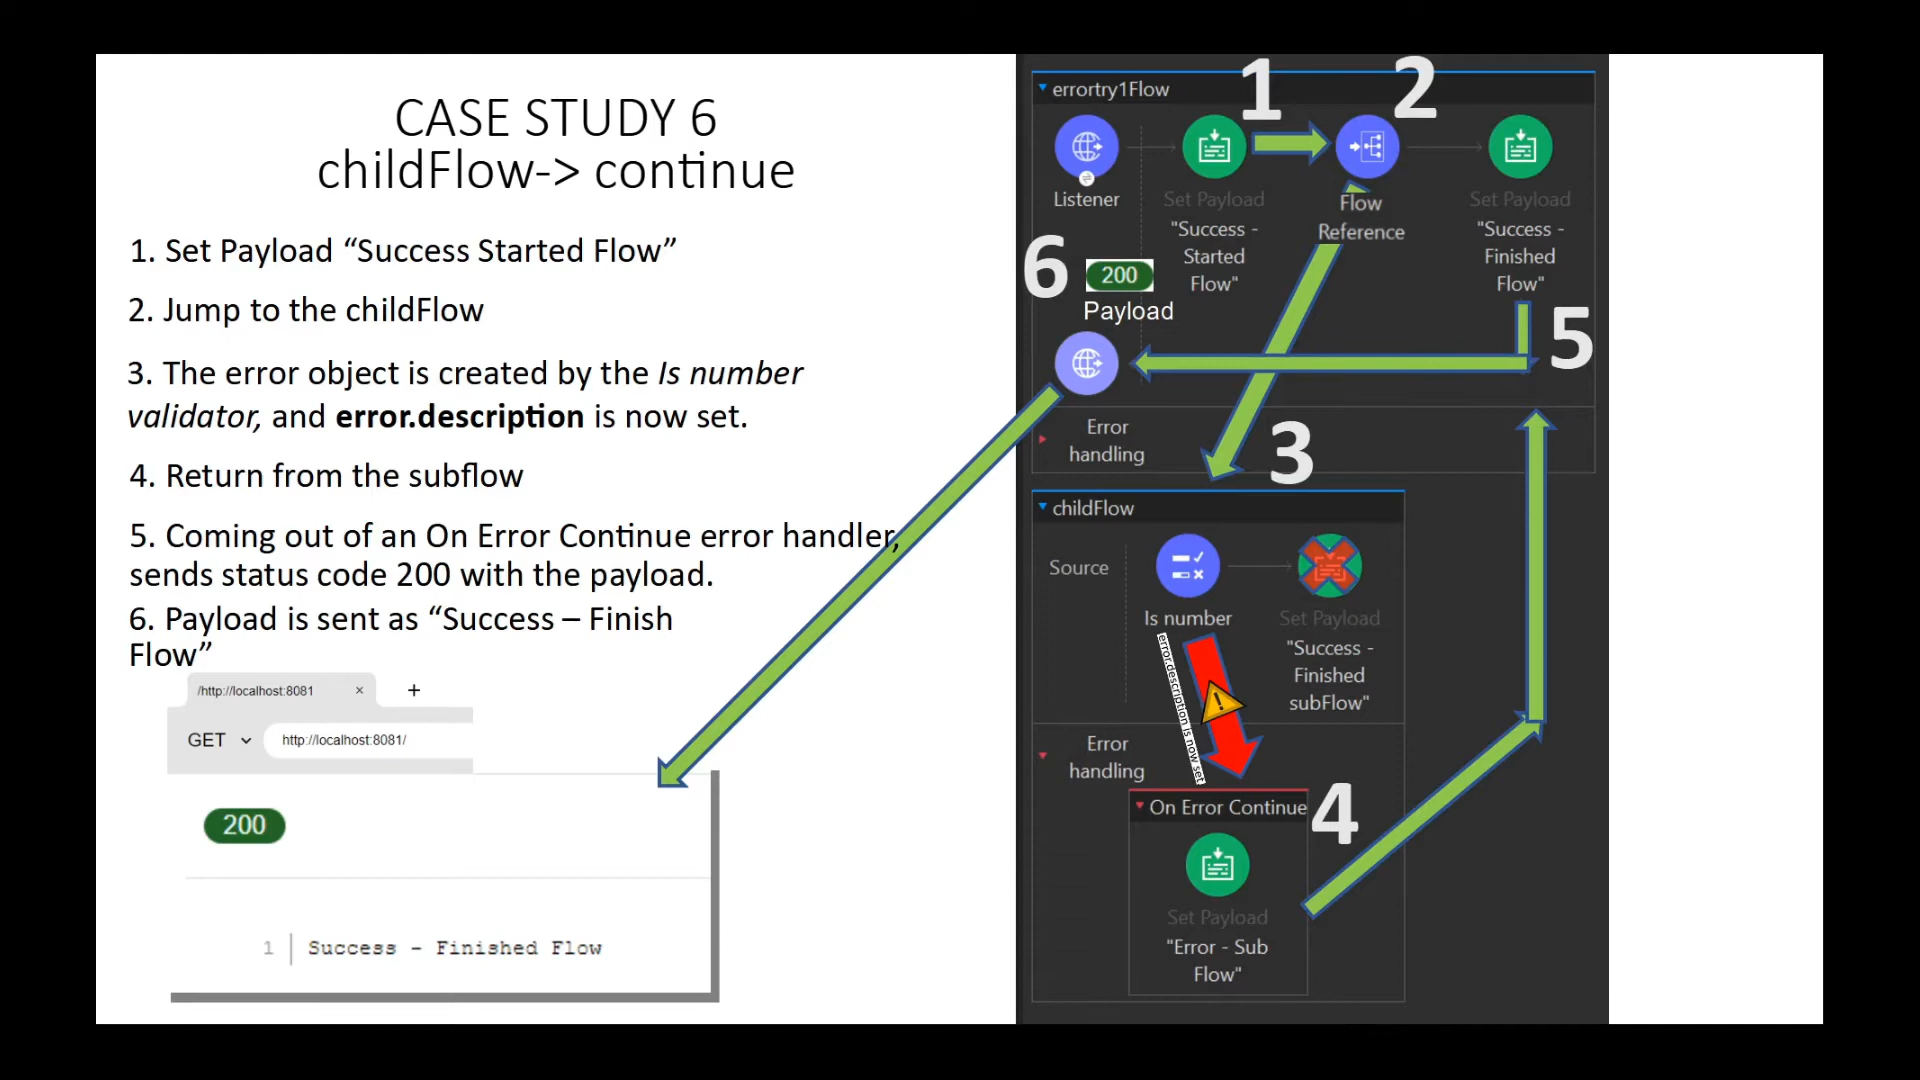 CASE STUDY 6
childFlow-> continue
1. Set Payload “Success Started Flow”
2. Jump to the childFlow
3. The error object is created by the Is number
validator, and error.description is now set.
4. Return from the subflow
5. Coming out of an On Error Continue error handler,
sends status code 200 with the payload.
6. Payload is sent as “Success – Finish
Flow”
/http://localhost:8081 × +
GET http://localhost:8081/
200
1 Success - Finished Flow
errortry1Flow
1
2
Listener
Set Payload
"Success -
Started
Flow"
Flow
Reference
Set Payload
"Success -
Finished
Flow"
6
200
Payload
5
Error
handling
3
childFlow
Source
Is number
Set Payload
"Success -
Finished
subFlow"
error.description is now set
Error
handling
On Error Continue
4
Set Payload
"Error - Sub
Flow"